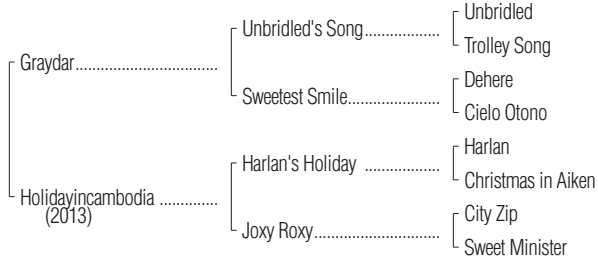 Unbridled
Unbridled's Song..................
Trolley Song
Graydar..................................
Dehere
Sweetest Smile......................
Cielo Otono
Harlan
Harlan's Holiday ..................
Christmas in Aiken
Holidayincambodia ..............
(2013)
City Zip
Joxy Roxy..............................
Sweet Minister